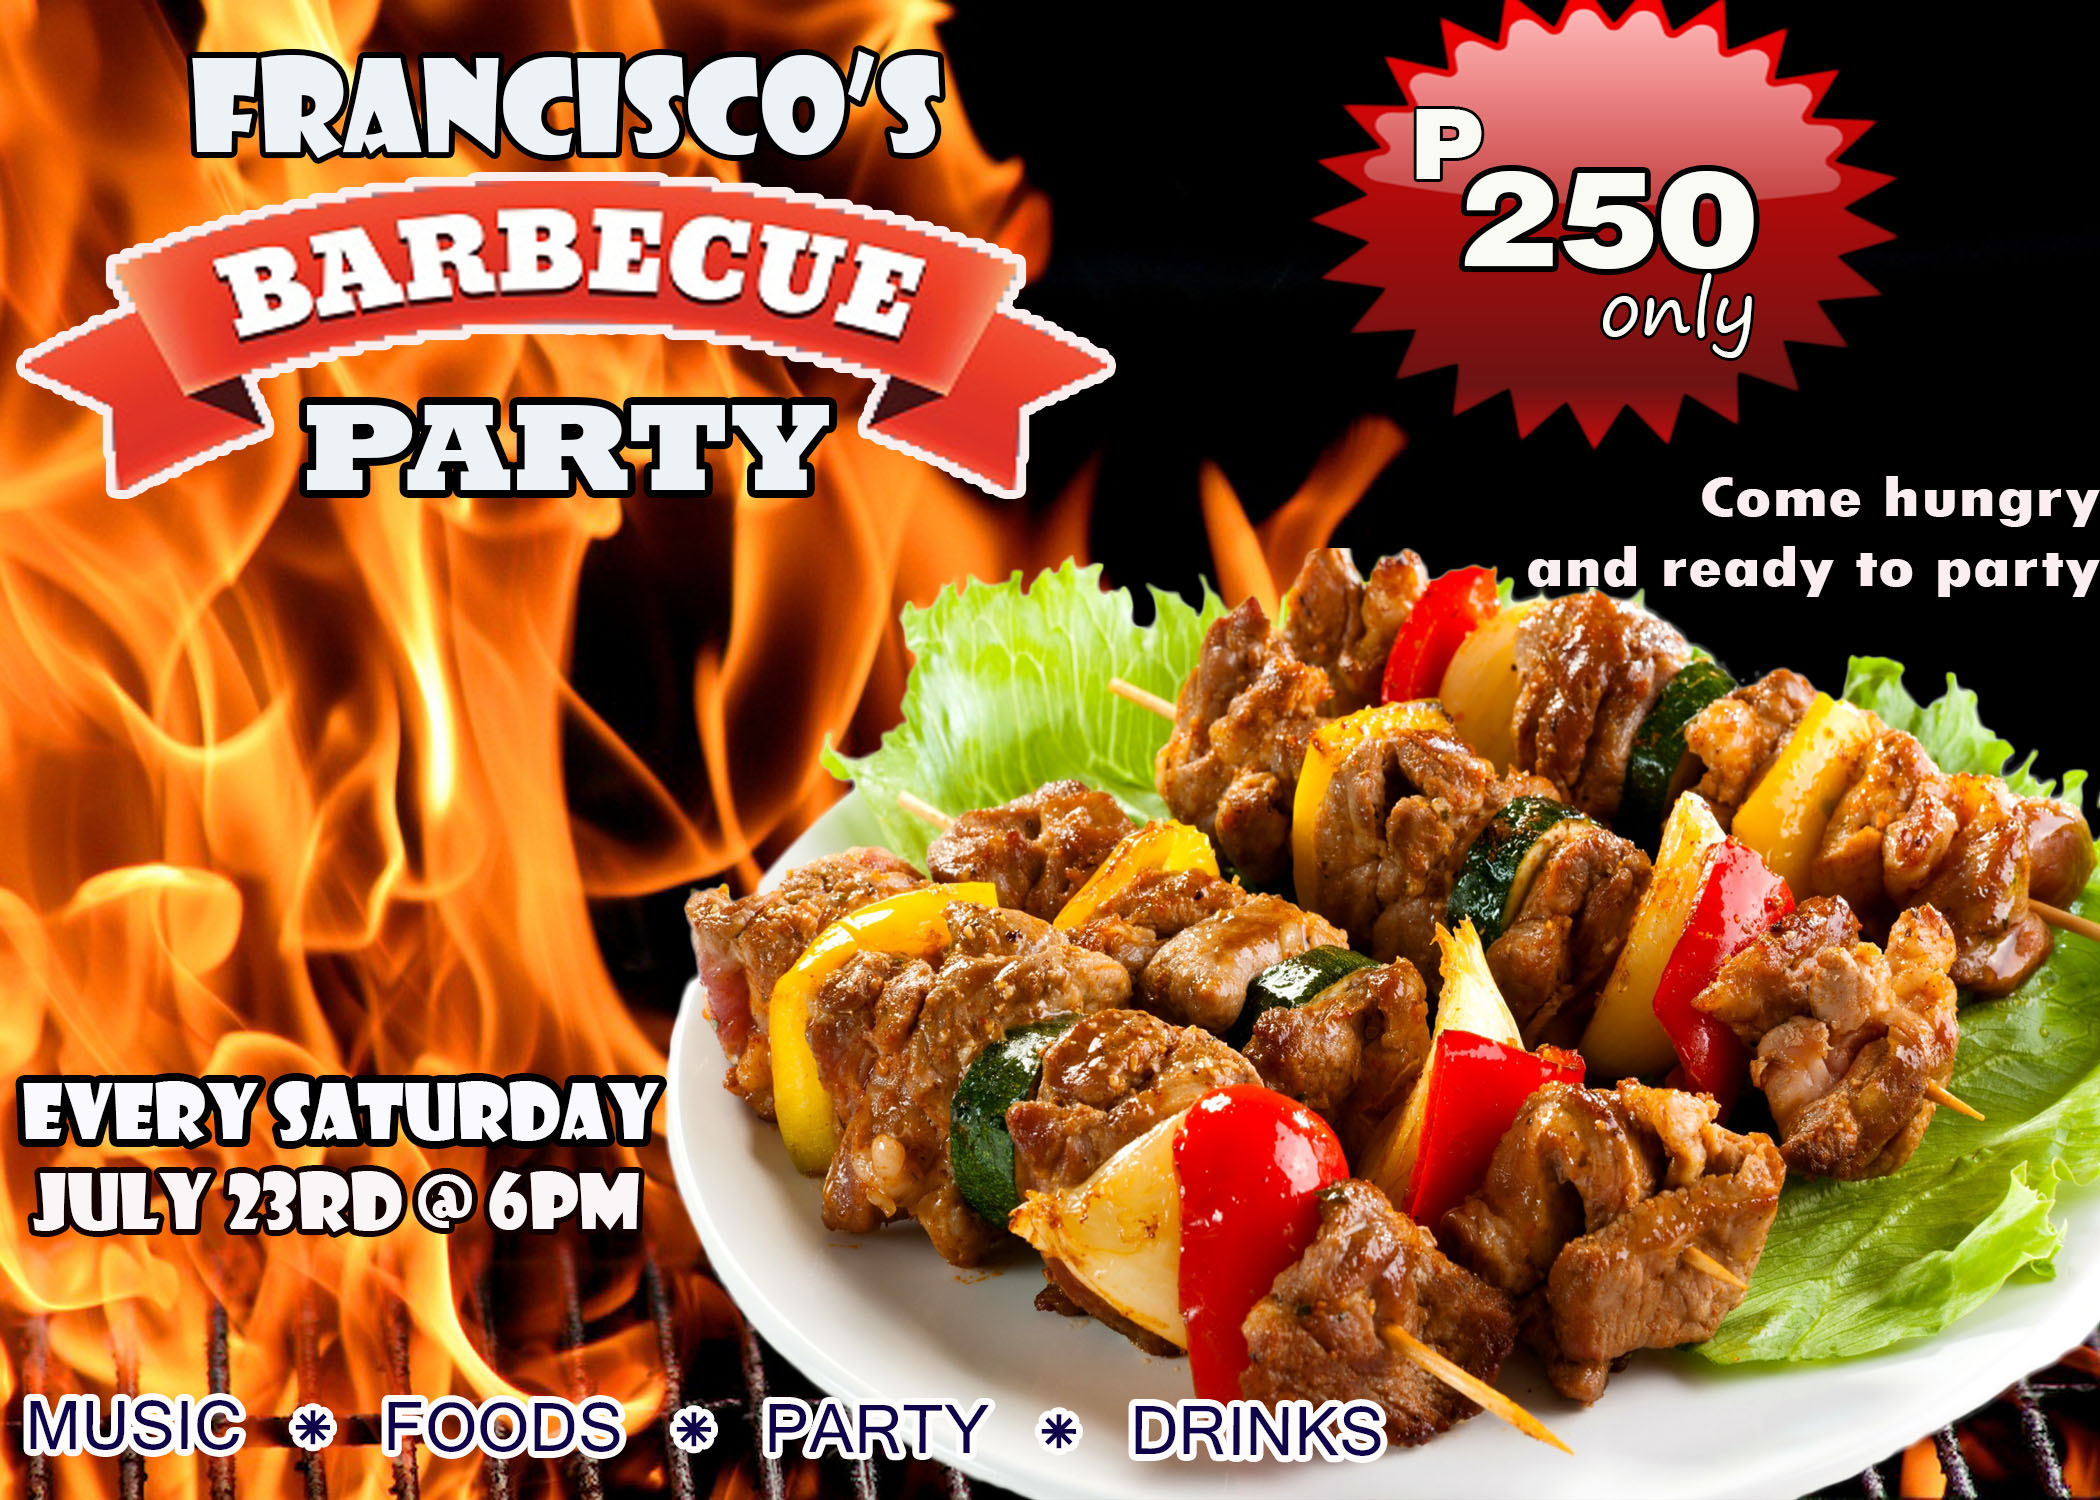 FRANCISCO'S
BARBECUE
PARTY
P
250
only
Come hungry
and ready to party
EVERY SATURDAY
JULY 23RD @ 6PM
MUSIC * FOODS * PARTY * DRINKS